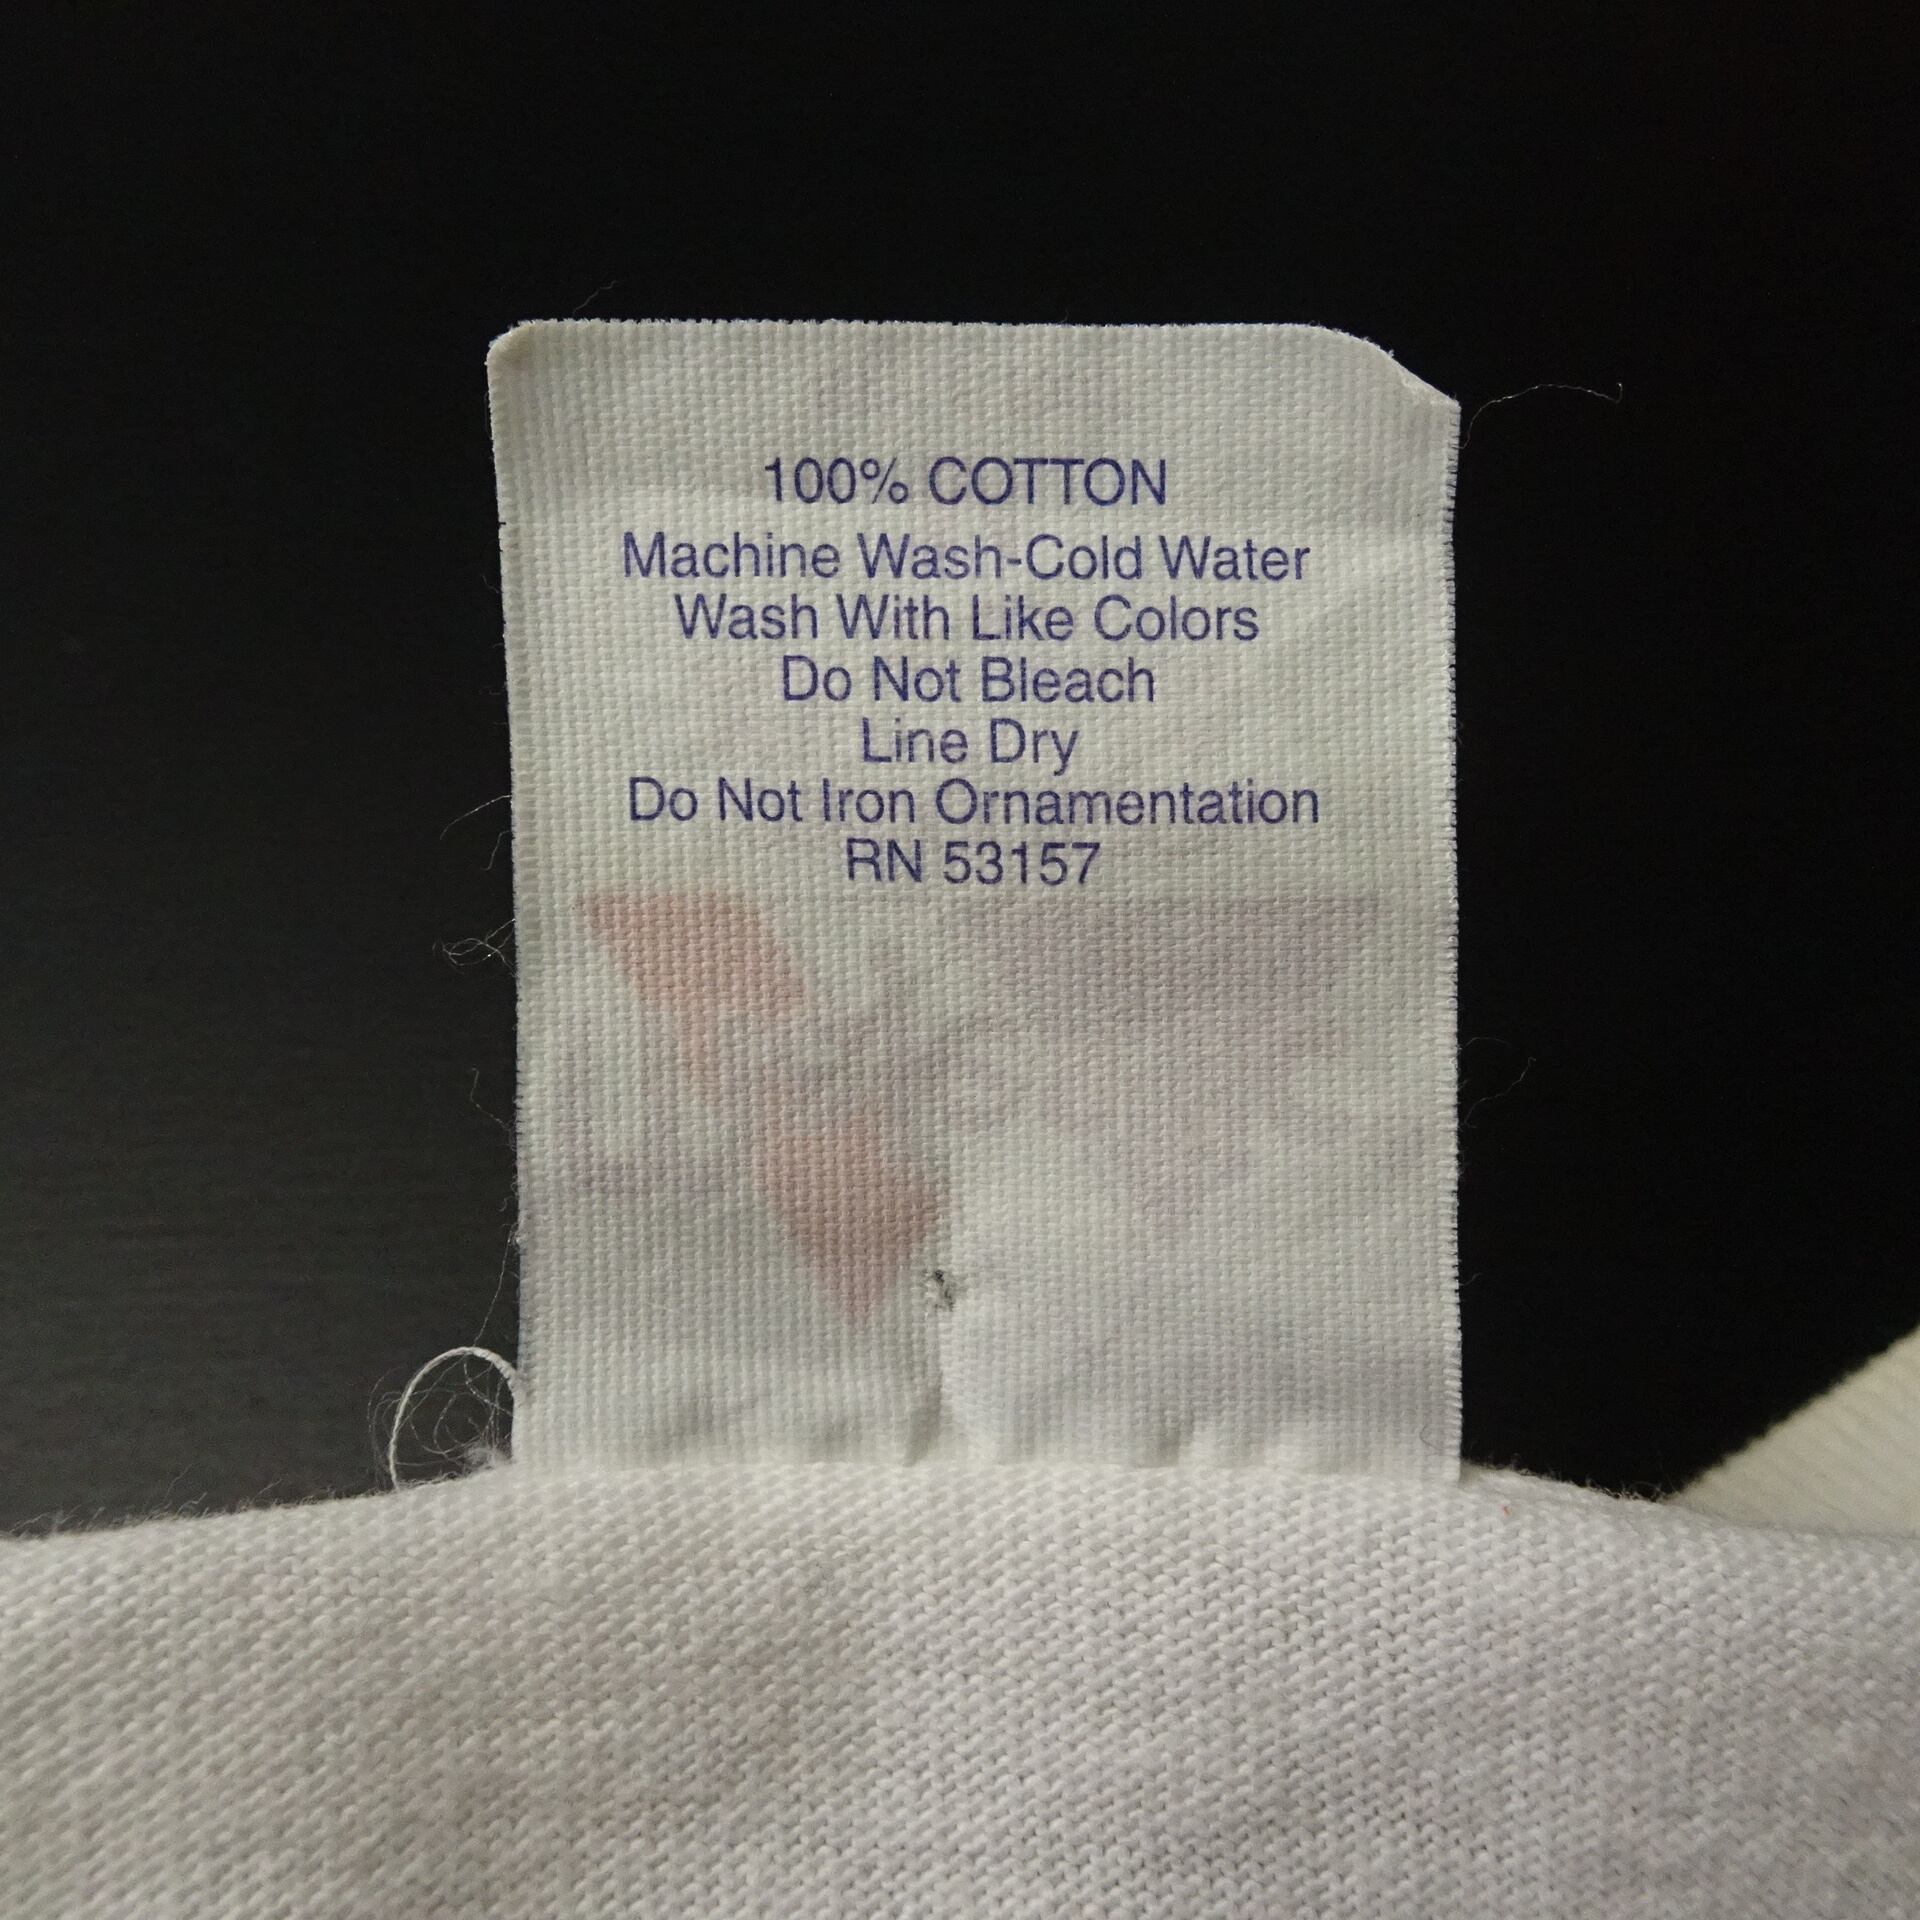 100% COTTON
Machine Wash-Cold Water
Wash With Like Colors
Do Not Bleach
Line Dry
Do Not Iron Ornamentation
RN 53157